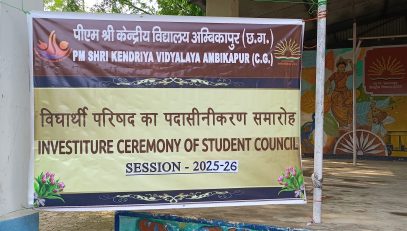 पीएम श्री केन्द्रीय विद्यालय अम्बिकापुर (छ.ग.)
PM SHRI KENDRIYA VIDYALAYA AMBIKAPUR (C.G.)
विद्यार्थी परिषद का पदासीनीकरण समारोह
INVESTITURE CEREMONY OF STUDENT COUNCIL
SESSION - 2025-26